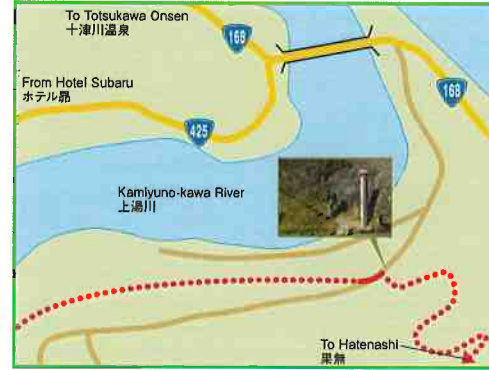 To Totsukawa Onsen
十津川温泉
168
From Hotel Subaru
ホテル昴
168
425
Kamiyuno-kawa River
上湯川
To Hatenashi
果無